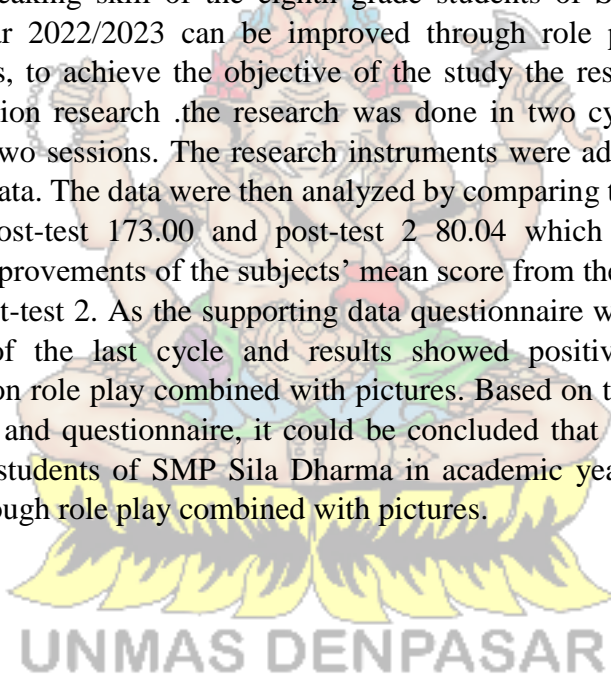 eaking skill of the eighth grade students of S
ar 2022/2023 can be improved through role p
s, to achieve the objective of the study the res
ion research .the research was done in two cy
two sessions. The research instruments were ad
ata. The data were then analyzed by comparing t
ost-test 173.00 and post-test 2 80.04 which
provements of the subjects’ mean score from the
t-test 2. As the supporting data questionnaire w
of the last cycle and results showed positiv
on role play combined with pictures. Based on t
and questionnaire, it could be concluded that
students of SMP Sila Dharma in academic yea
ough role play combined with pictures.
UNMAS DENPASAR